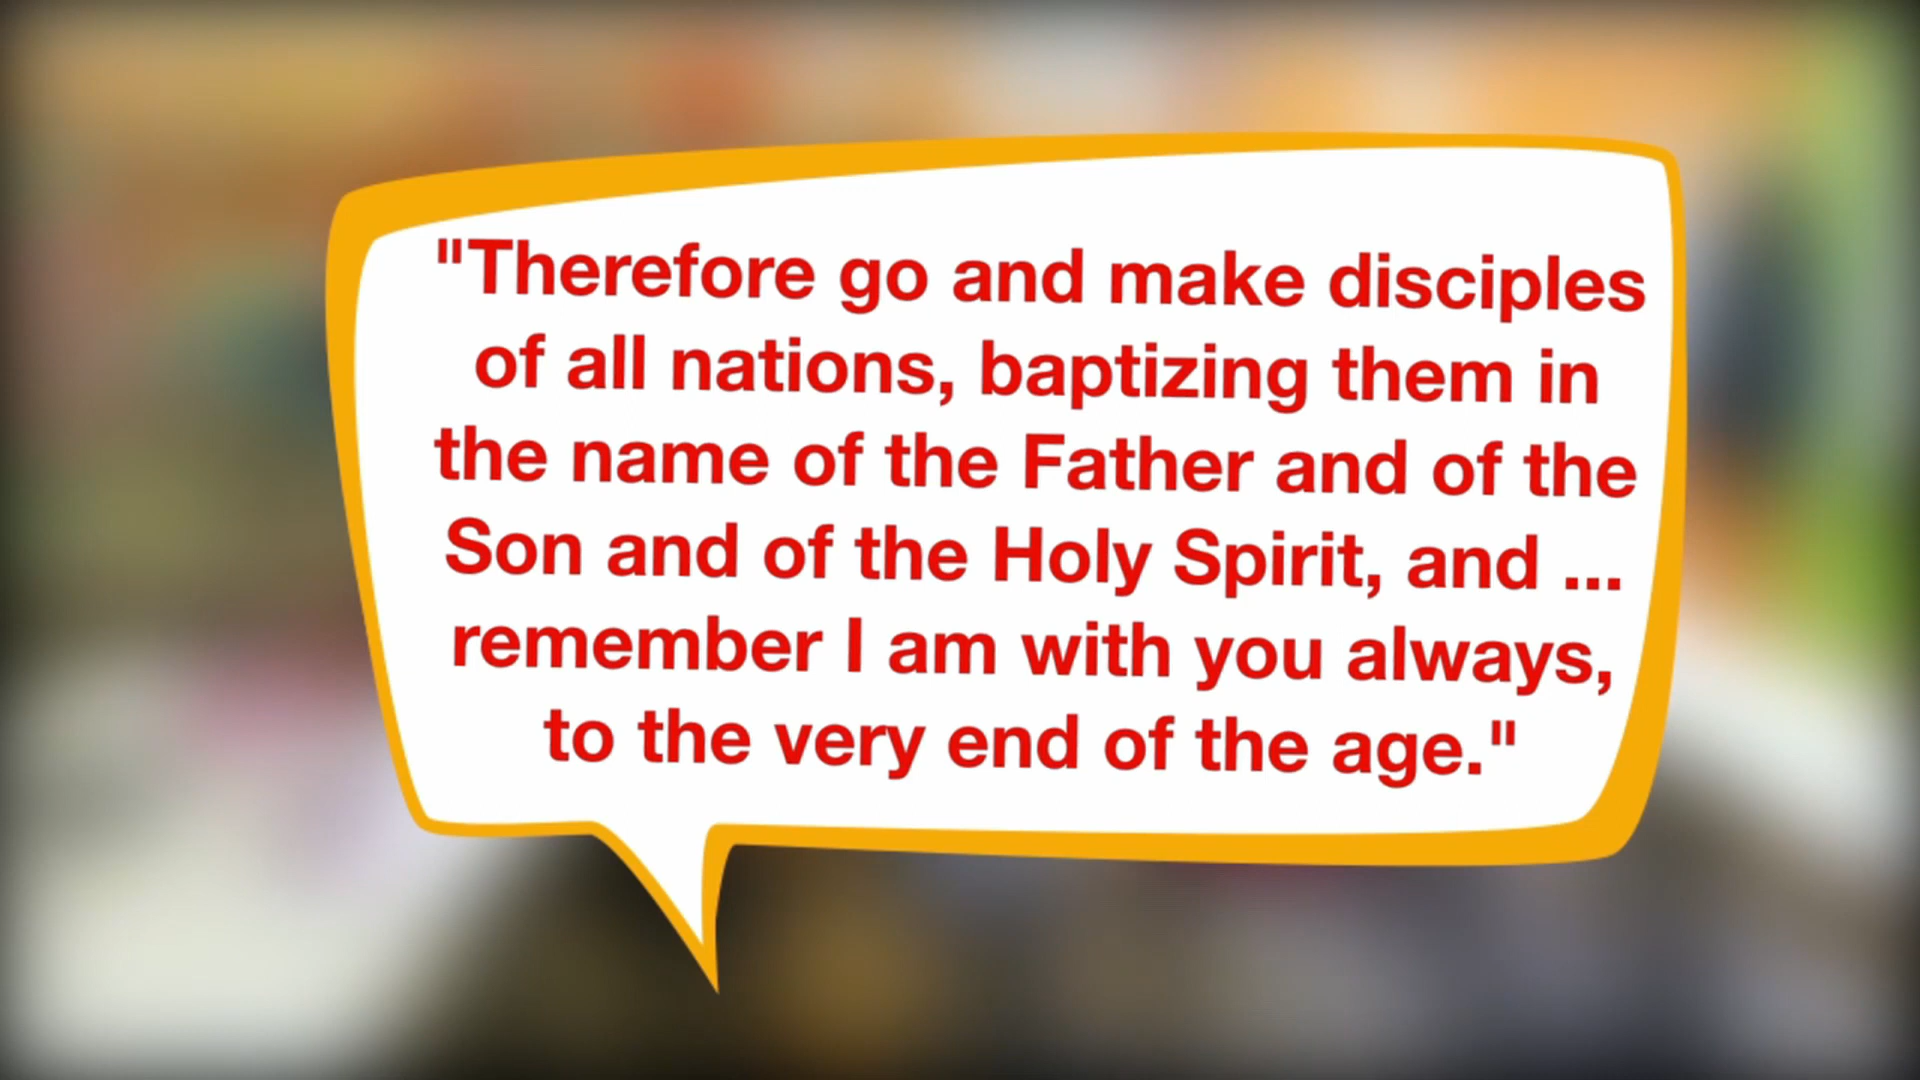 "Therefore go and make disciples
of all nations, baptizing them in
the name of the Father and of the
Son and of the Holy Spirit, and ...
remember I am with you always,
to the very end of the age."